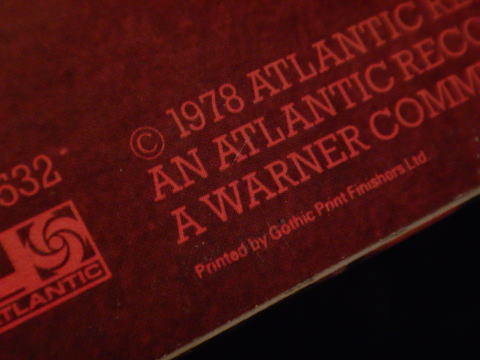 © 1978 ATLANTIC RE
AN ATLANTIC RECO
A WARNER COMM
Printed by Gothic Print Finishers Ltd.
632
ATLANTIC